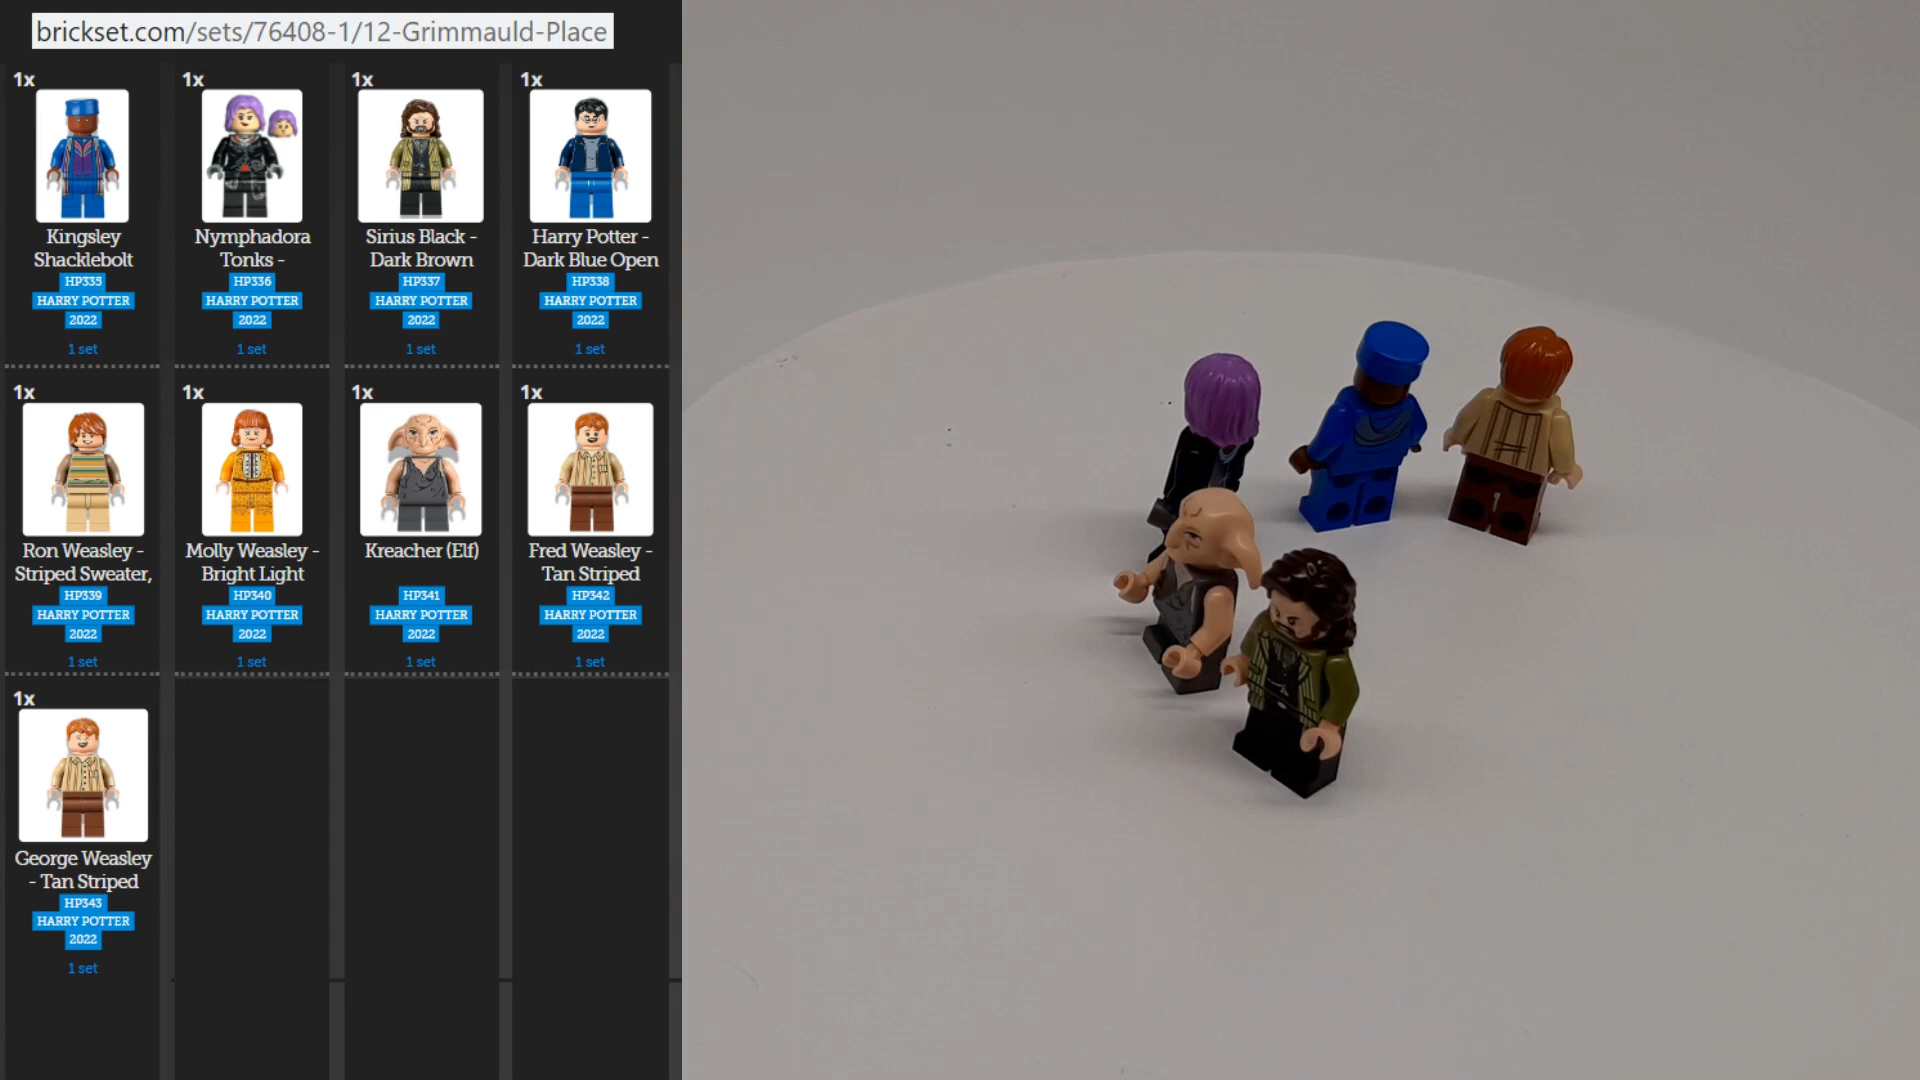 brickset.com/sets/76408-1/12-Grimmauld-Place
1x
1x
1x
1x
Kingsley
Shacklebolt
HP335
HARRY POTTER
2022
1 set
Nymphadora
Tonks -
HP336
HARRY POTTER
2022
1 set
Sirius Black -
Dark Brown
HP337
HARRY POTTER
2022
1 set
Harry Potter -
Dark Blue Open
HP338
HARRY POTTER
2022
1 set
1x
1x
1x
1x
Ron Weasley -
Striped Sweater,
HP339
HARRY POTTER
2022
1 set
Molly Weasley -
Bright Light
HP340
HARRY POTTER
2022
1 set
Kreacher (Elf)
HP341
HARRY POTTER
2022
1 set
Fred Weasley -
Tan Striped
HP342
HARRY POTTER
2022
1 set
1x
George Weasley
- Tan Striped
HP343
HARRY POTTER
2022
1 set